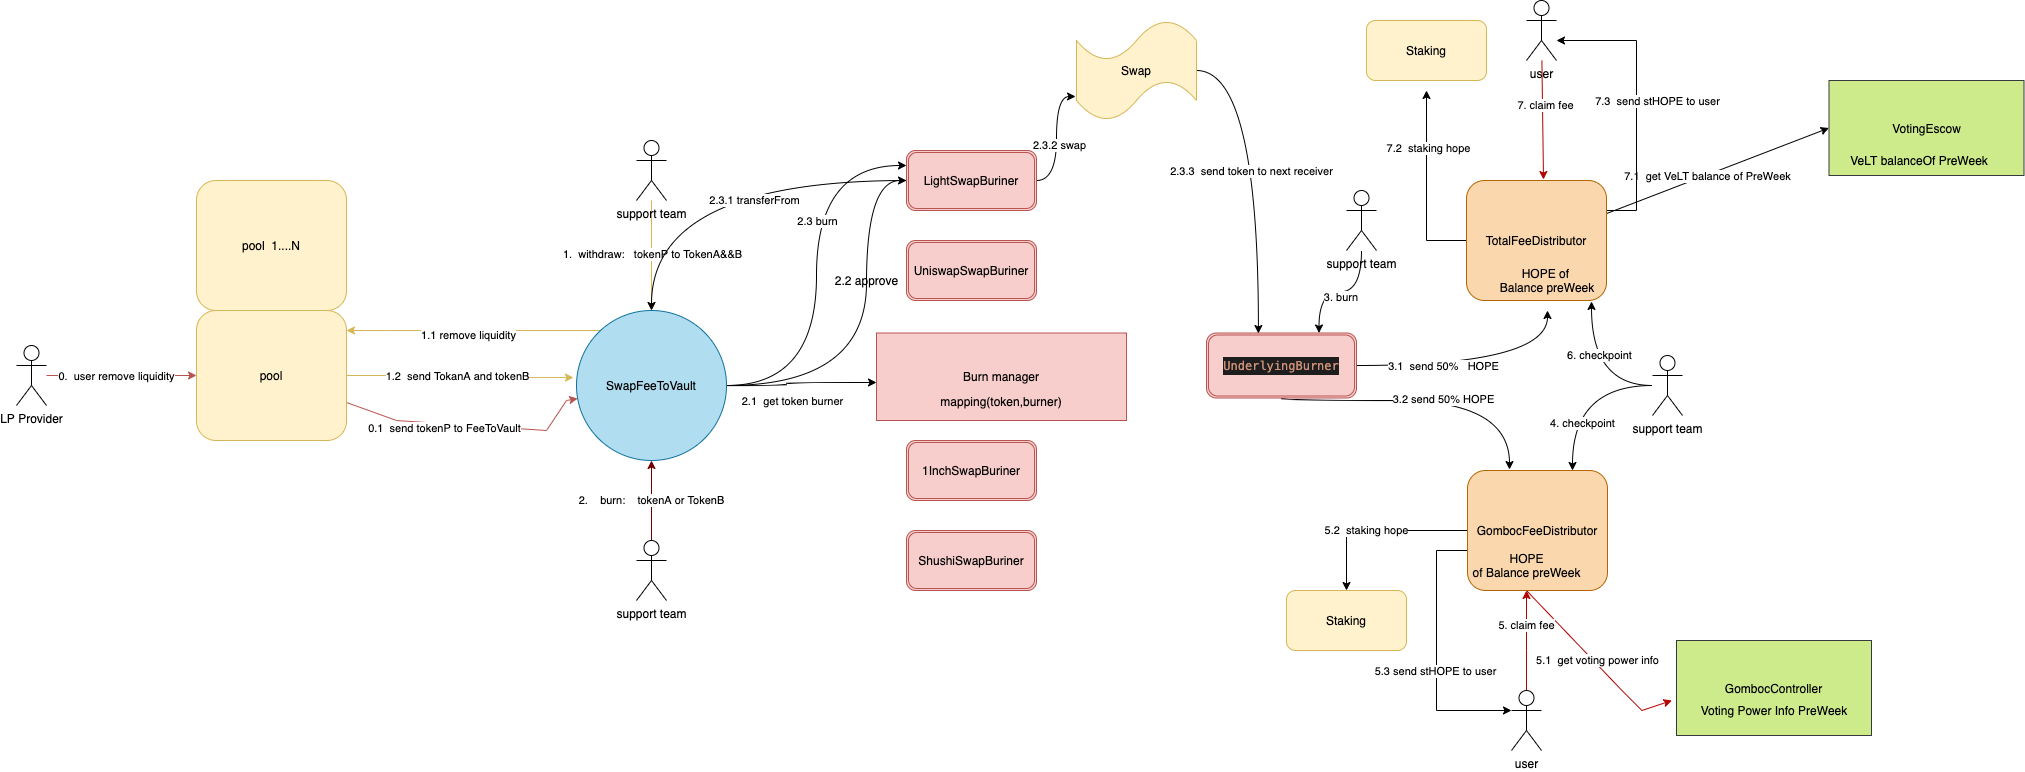 pool  1....N
pool
LP Provider
0.  user remove liquidity
1.1 remove liquidity
1.2  send TokanA and tokenB
0.1  send tokenP to FeeToVault
support team
1.  withdraw:   tokenP to TokenA&&B
SwapFeeToVault
2.    burn:    tokenA or TokenB
support team
2.3.1 transferFrom
2.3 burn
2.2 approve
2.1  get token burner
LightSwapBuriner
UniswapSwapBuriner
Burn manager
mapping(token,burner)
1InchSwapBuriner
ShushiSwapBuriner
2.3.2 swap
Swap
2.3.3  send token to next receiver
support team
3. burn
UnderlyingBurner
3.1  send 50%   HOPE
3.2 send 50% HOPE
Staking
user
7. claim fee
7.3  send stHOPE to user
7.2  staking hope
7.1  get VeLT balance of PreWeek
VotingEscow
VeLT balanceOf PreWeek
TotalFeeDistributor
HOPE of
Balance preWeek
6. checkpoint
4. checkpoint
support team
GombocFeeDistributor
HOPE
of Balance preWeek
5.2  staking hope
Staking
5. claim fee
5.1  get voting power info
5.3 send stHOPE to user
user
GombocController
Voting Power Info PreWeek